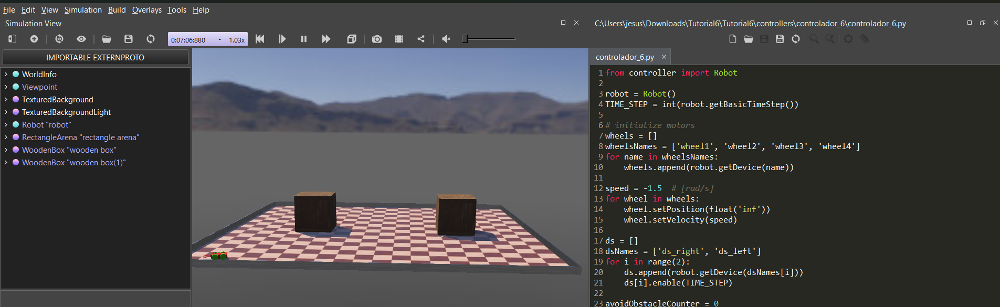 File Edit View Simulation Build Overlays Tools Help
Simulation View
0:07:06:880 - 1.03x
IMPORTABLE EXTERNPROTO
WorldInfo
Viewpoint
TexturedBackground
TexturedBackgroundLight
Robot "robot"
RectangleArena "rectangle arena"
WoodenBox "wooden box"
WoodenBox "wooden box(1)"
C:\Users\jesus\Downloads\Tutorial6\Tutorial6\controllers\controlador_6\controlador_6.py
controlador_6.py
1 from controller import Robot
2
3 robot = Robot()
4 TIME_STEP = int(robot.getBasicTimeStep())
5
6 # initialize motors
7 wheels = []
8 wheelsNames = ['wheel1', 'wheel2', 'wheel3', 'wheel4']
9 for name in wheelsNames:
10     wheels.append(robot.getDevice(name))
11
12 speed = -1.5  # [rad/s]
13 for wheel in wheels:
14     wheel.setPosition(float('inf'))
15     wheel.setVelocity(speed)
16
17 ds = []
18 dsNames = ['ds_right', 'ds_left']
19 for i in range(2):
20     ds.append(robot.getDevice(dsNames[i]))
21     ds[i].enable(TIME_STEP)
22
23 avoidObstacleCounter = 0